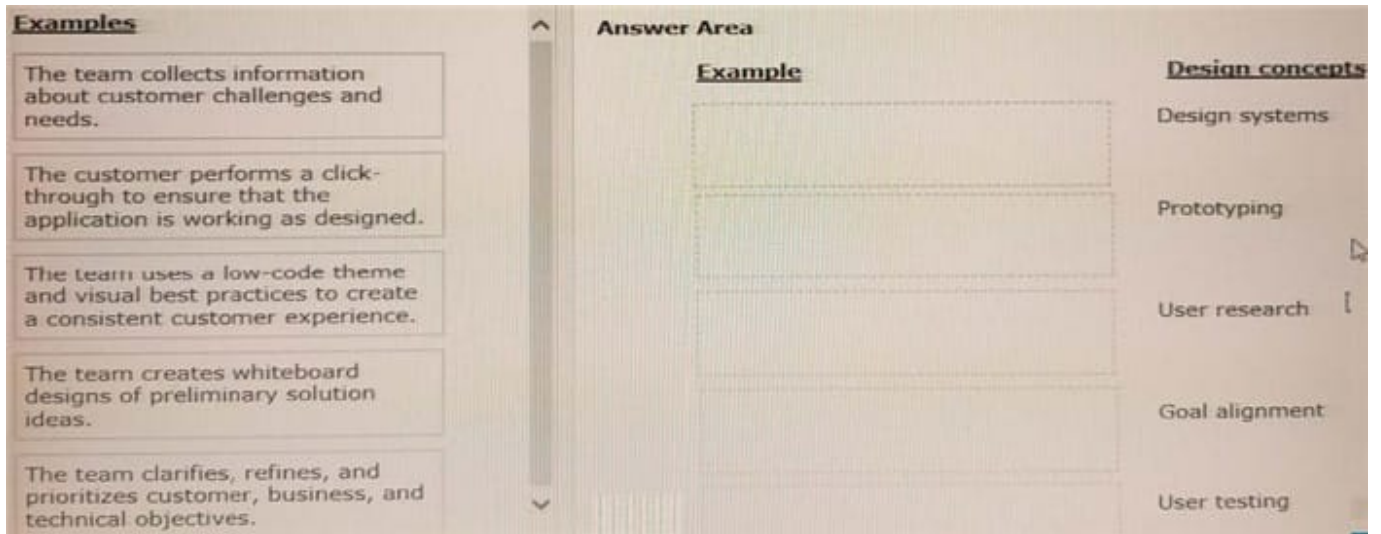 Examples
The team collects information
about customer challenges and
needs.
The customer performs a click-
through to ensure that the
application is working as designed.
The team uses a low-code theme
and visual best practices to create
a consistent customer experience.
The team creates whiteboard
designs of preliminary solution
ideas.
The team clarifies, refines, and
prioritizes customer, business, and
technical objectives.
Answer Area
Example
Design concepts
Design systems
Prototyping
User research
Goal alignment
User testing